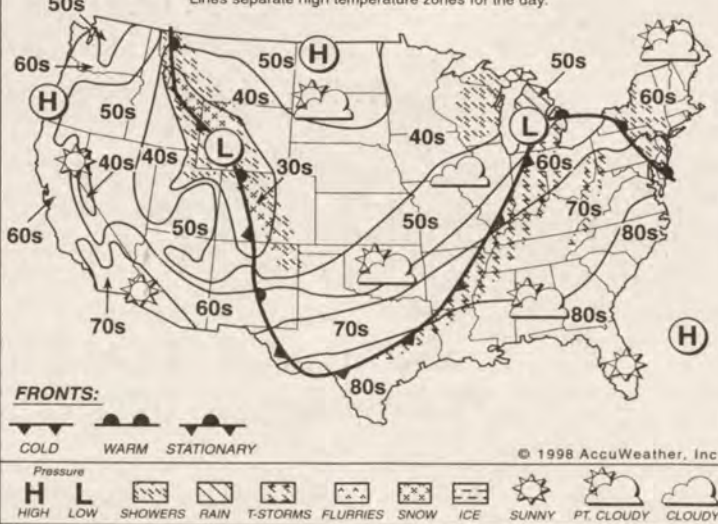 Lines separate high temperature zones for the day.
50s
60s
H
50s
40s
40s
60s
70s
50s
60s
50s
H
40s
L
30s
40s
50s
70s
80s
50s
L
60s
70s
60s
80s
80s
H
FRONTS:
COLD WARM STATIONARY
© 1998 AccuWeather, Inc
Pressure
H L
HIGH LOW SHOWERS RAIN T-STORMS FLURRIES SNOW ICE SUNNY PT. CLOUDY CLOUDY